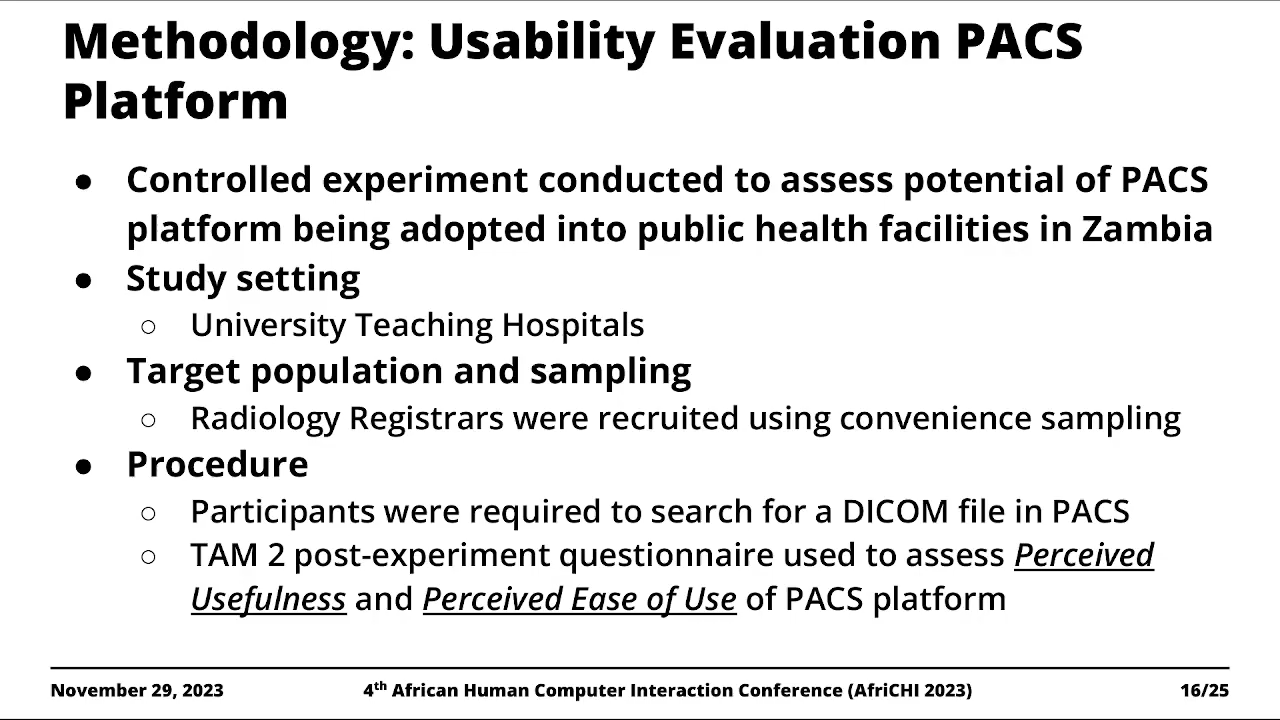 Methodology: Usability Evaluation PACS
Platform
● Controlled experiment conducted to assess potential of PACS
platform being adopted into public health facilities in Zambia
● Study setting
○ University Teaching Hospitals
● Target population and sampling
○ Radiology Registrars were recruited using convenience sampling
● Procedure
○ Participants were required to search for a DICOM file in PACS
○ TAM 2 post-experiment questionnaire used to assess Perceived
Usefulness and Perceived Ease of Use of PACS platform
November 29, 2023 4th African Human Computer Interaction Conference (AfriCHI 2023) 16/25